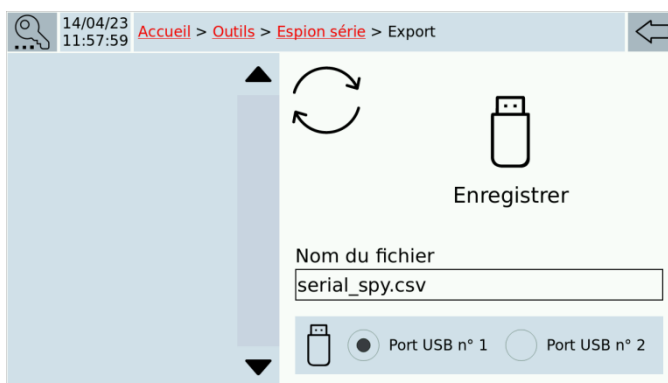 14/04/23
11:57:59
Accueil > Outils > Espion série > Export
Enregistrer
Nom du fichier
serial_spy.csv
Port USB n° 1
Port USB n° 2